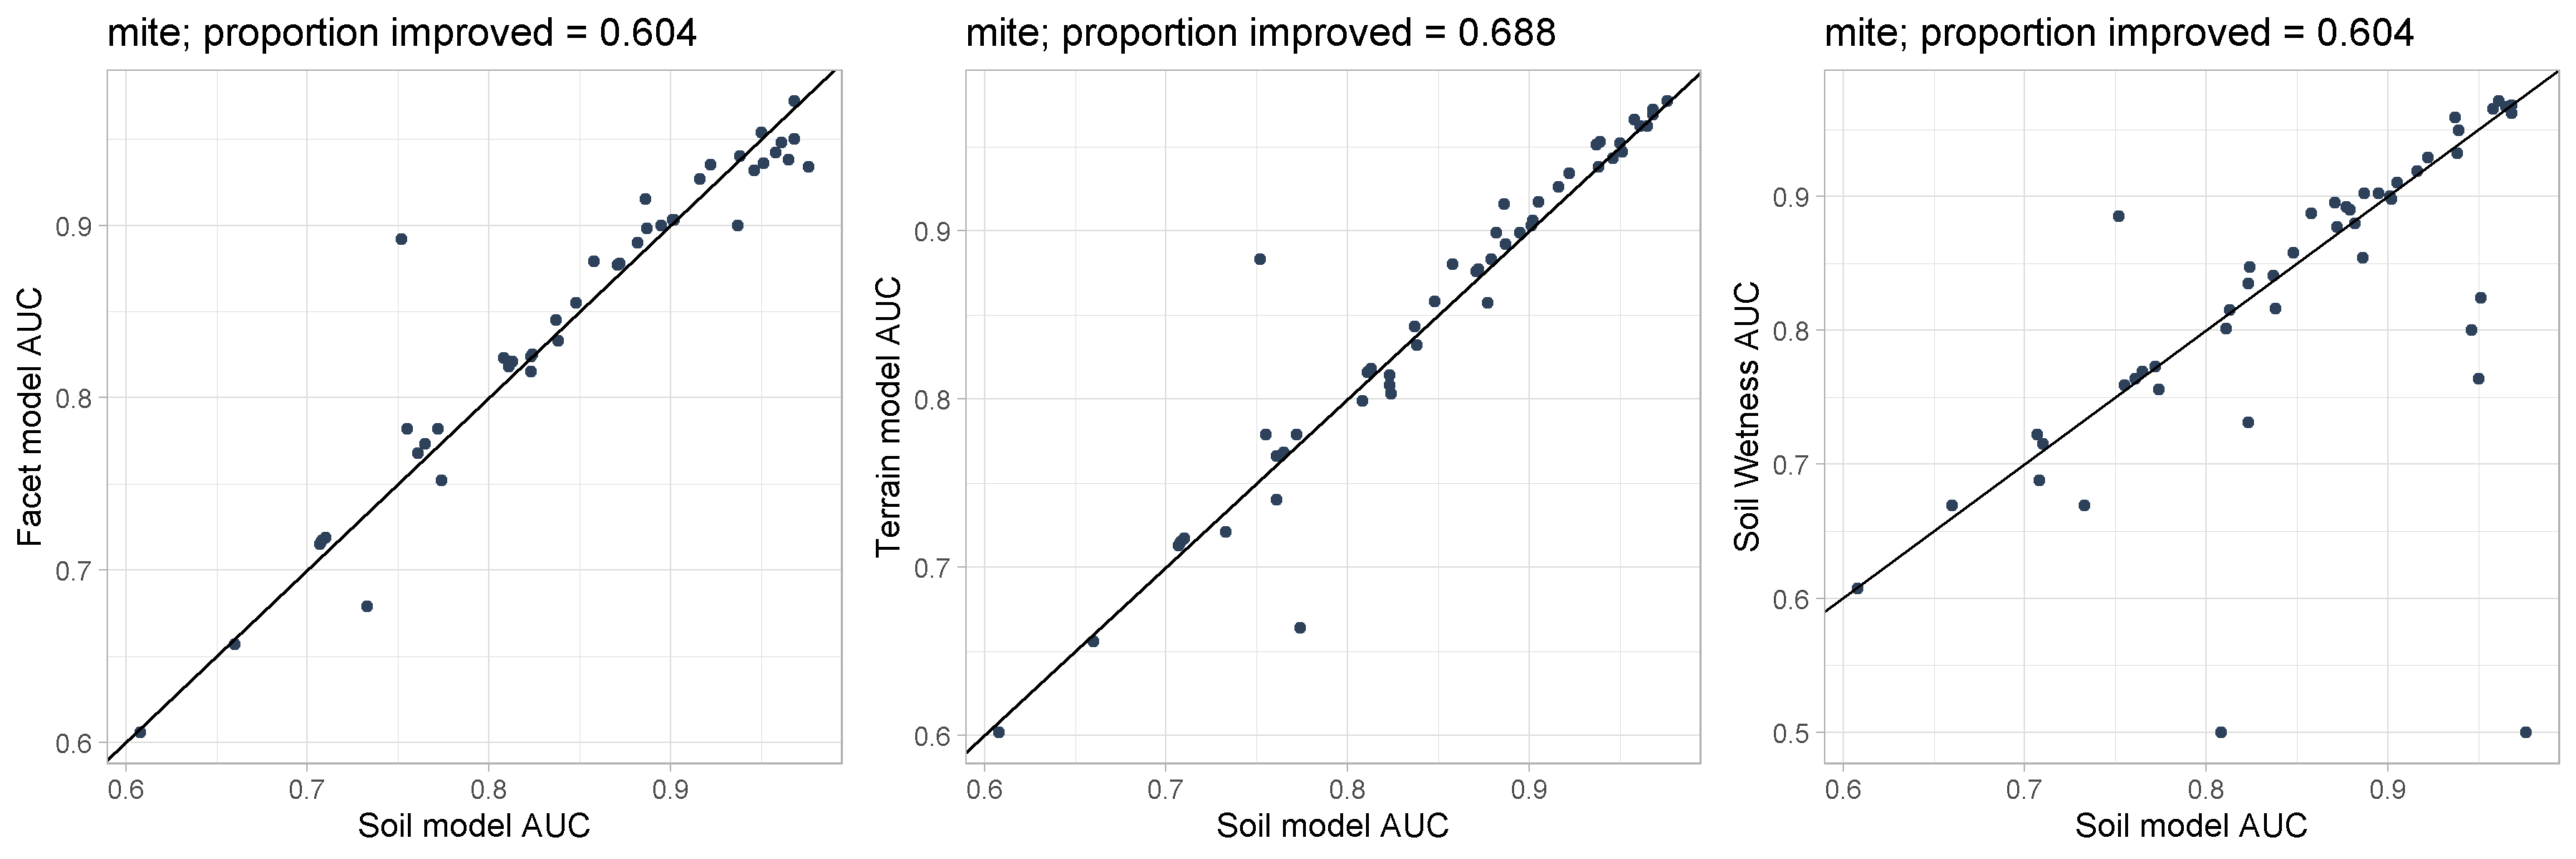 mite; proportion improved = 0.604
Facet model AUC
0.9
0.8
0.7
0.6
0.6 0.7 0.8 0.9
Soil model AUC
mite; proportion improved = 0.688
Terrain model AUC
0.9
0.8
0.7
0.6
0.6 0.7 0.8 0.9
Soil model AUC
mite; proportion improved = 0.604
Soil Wetness AUC
0.9
0.8
0.7
0.6
0.5
0.6 0.7 0.8 0.9
Soil model AUC